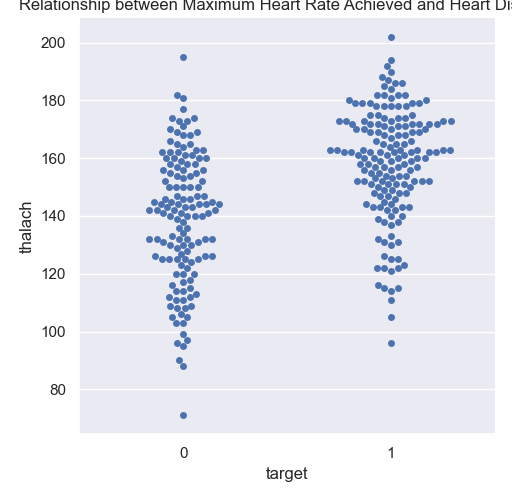 Relationship between Maximum Heart Rate Achieved and Heart Dis
200
180
160
140
120
100
80
thalach
0 1
target